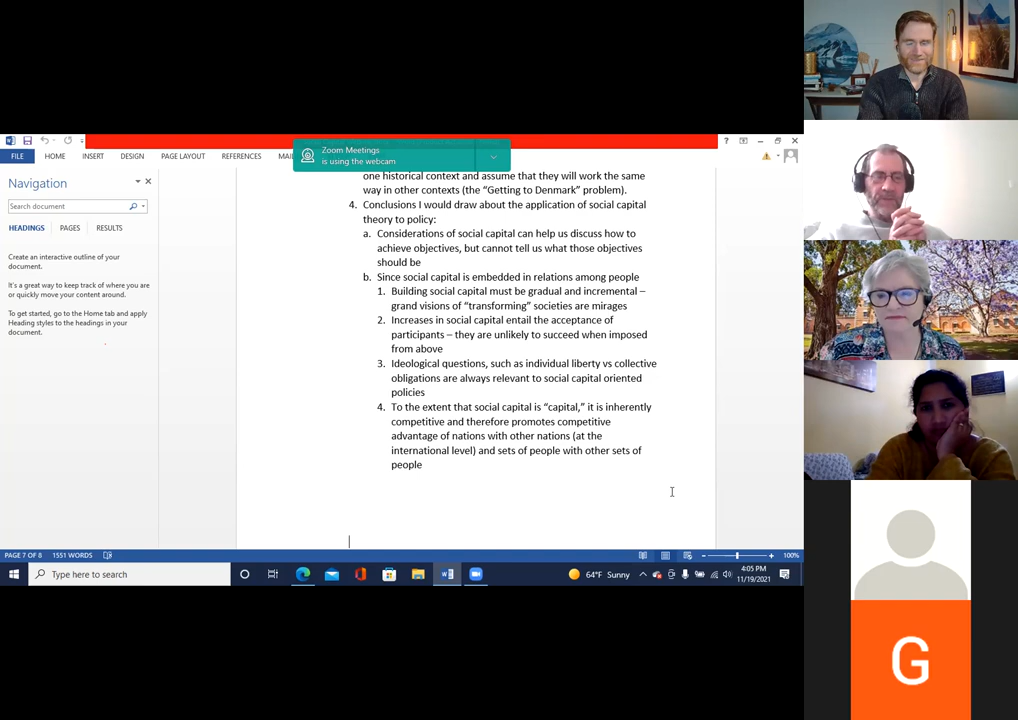 Zoom Meetings
is using the webcam
FILE HOME INSERT DESIGN PAGE LAYOUT REFERENCES
Navigation
Search document
HEADINGS PAGES RESULTS
Create an interactive outline of your
document.
It's a great way to keep track of where you are
or quickly move your content around.
To get started, go to the Home tab and apply
Heading styles to the headings in your
document.
one historical context and assume that they will work the same
way in other contexts (the “Getting to Denmark” problem).
4. Conclusions I would draw about the application of social capital
theory to policy:
a. Considerations of social capital can help us discuss how to
achieve objectives, but cannot tell us what those objectives
should be
b. Since social capital is embedded in relations among people
1. Building social capital must be gradual and incremental –
grand visions of “transforming” societies are mirages
2. Increases in social capital entail the acceptance of
participants – they are unlikely to succeed when imposed
from above
3. Ideological questions, such as individual liberty vs collective
obligations are always relevant to social capital oriented
policies
4. To the extent that social capital is “capital,” it is inherently
competitive and therefore promotes competitive
advantage of nations with other nations (at the
international level) and sets of people with other sets of
people
PAGE 7 OF 8 1551 WORDS 100%
Type here to search
64°F Sunny
4:05 PM
11/19/2021
G